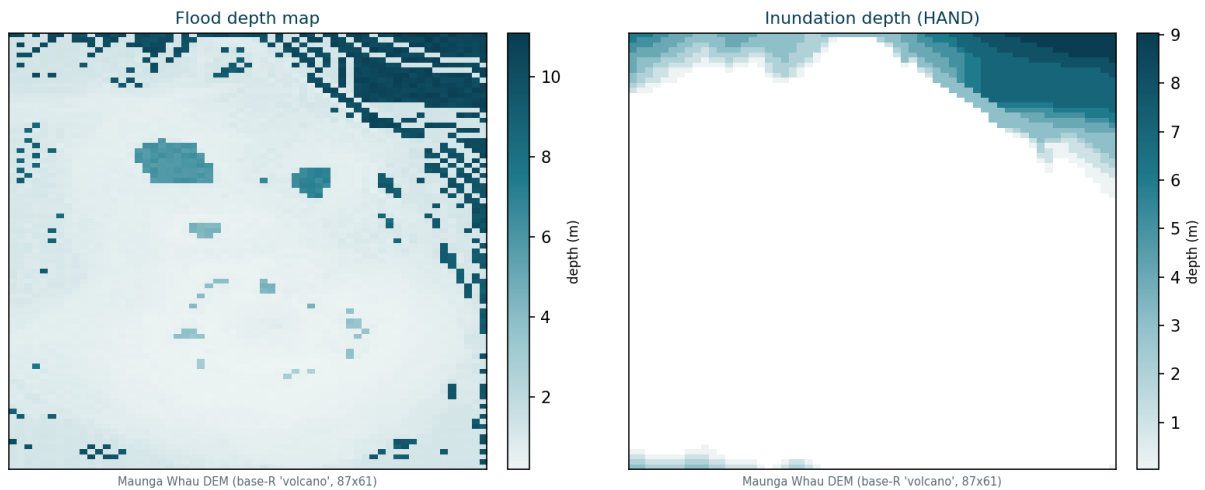 Flood depth map
10
8
6
4
2
depth (m)
Maunga Whau DEM (base-R 'volcano', 87x61)
Inundation depth (HAND)
9
8
7
6
5
4
3
2
1
depth (m)
Maunga Whau DEM (base-R 'volcano', 87x61)